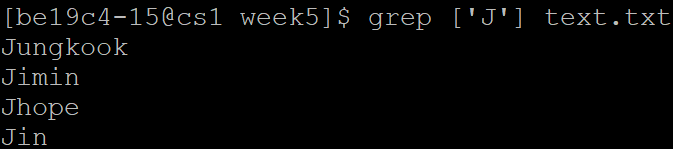 [be19c4-15@cs1 week5]$ grep ['J'] text.txt
Jungkook
Jimin
Jhope
Jin